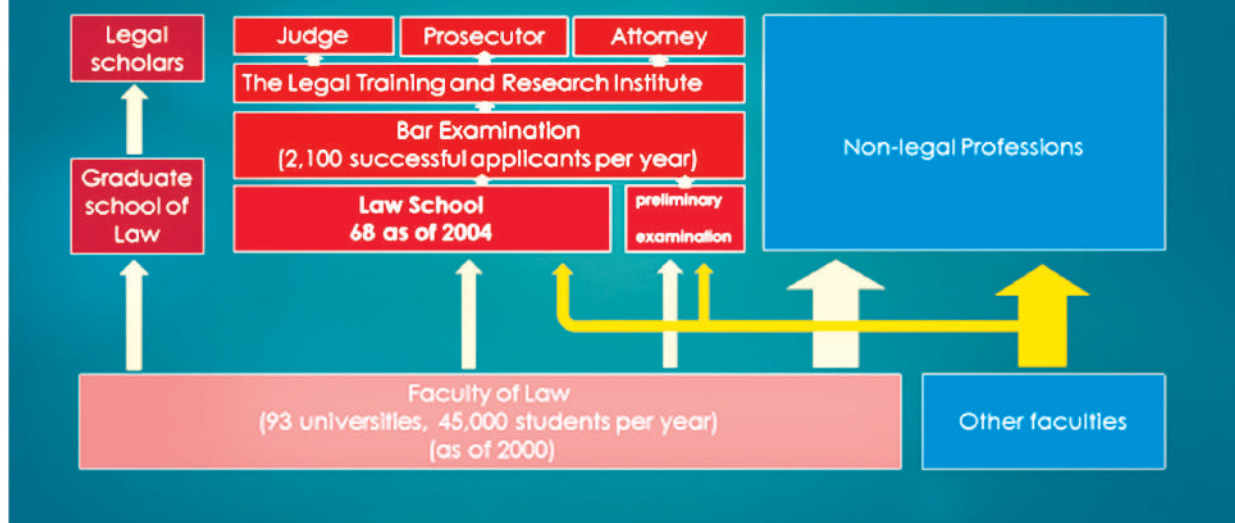 Legal
scholars
Judge
Prosecutor
Attorney
The Legal Training and Research Institute
Bar Examination
(2,100 successful applicants per year)
Non-legal Professions
Graduate
school of
Law
Law School
68 as of 2004
preliminary
examination
Faculty of Law
(93 universities, 45,000 students per year)
(as of 2000)
Other faculties